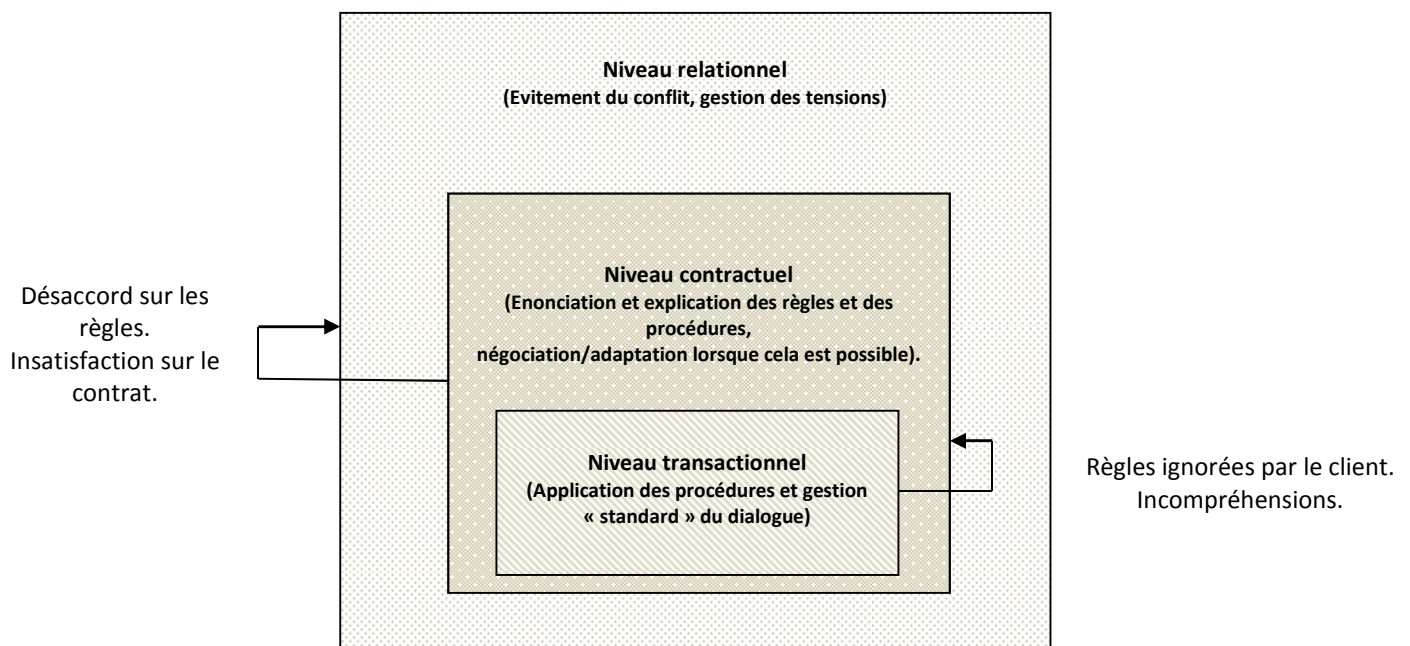 Niveau relationnel
(Evitement du conflit, gestion des tensions)
Niveau contractuel
(Enonciation et explication des règles et des
procédures,
négociation/adaptation lorsque cela est possible).
Désaccord sur les
règles.
Insatisfaction sur le
contrat.
Niveau transactionnel
(Application des procédures et gestion
« standard » du dialogue)
Règles ignorées par le client.
Incompréhensions.